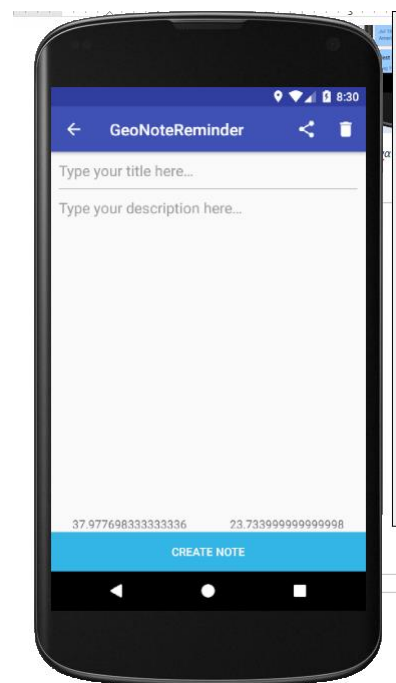 8:30
GeoNoteReminder
Type your title here...
Type your description here...
37.977698333333336 23.733999999999998
CREATE NOTE